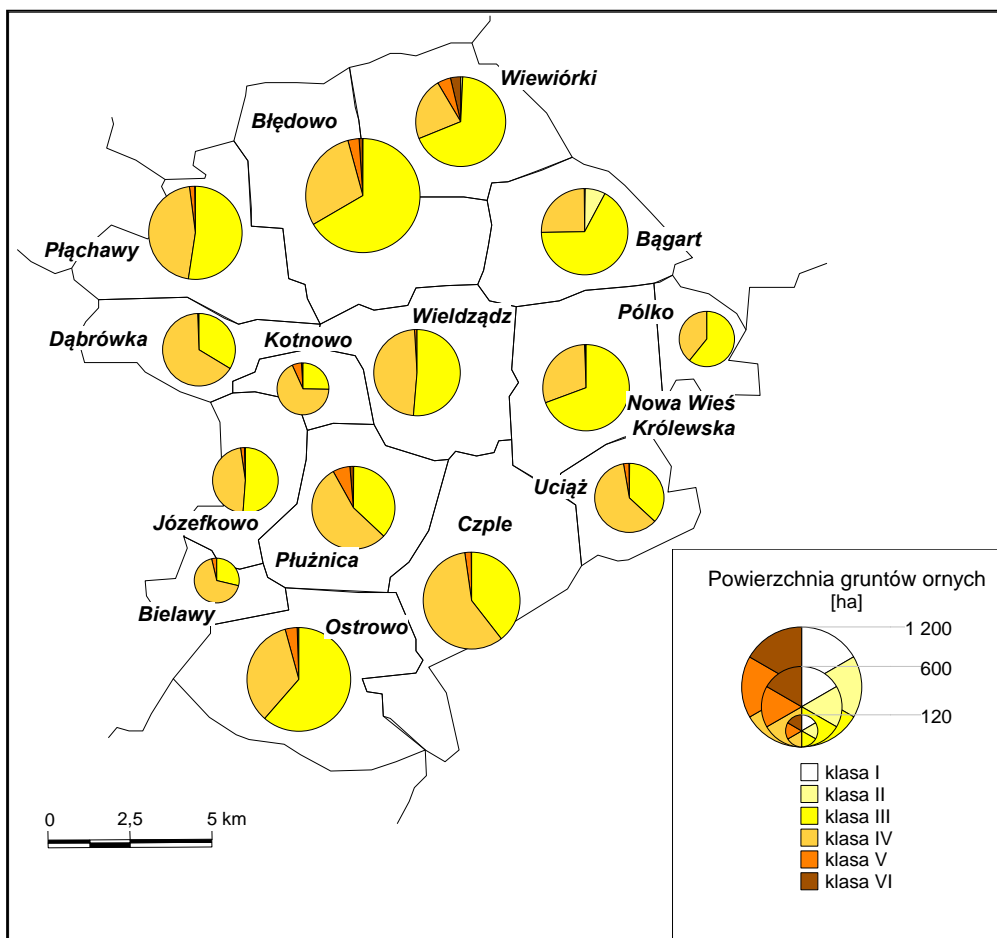 Wiewiórki
Błędowo
Bągart
Płąchawy
Pólko
Wieldządz
Dąbrówka
Kotnowo
Nowa Wieś
Królewska
Uciąż
Józefkowo
Czple
Płużnica
Bielawy
Ostrowo
Powierzchnia gruntów ornych
[ha]
1 200
600
120
klasa I
klasa II
klasa III
klasa IV
klasa V
klasa VI
0 2,5 5 km